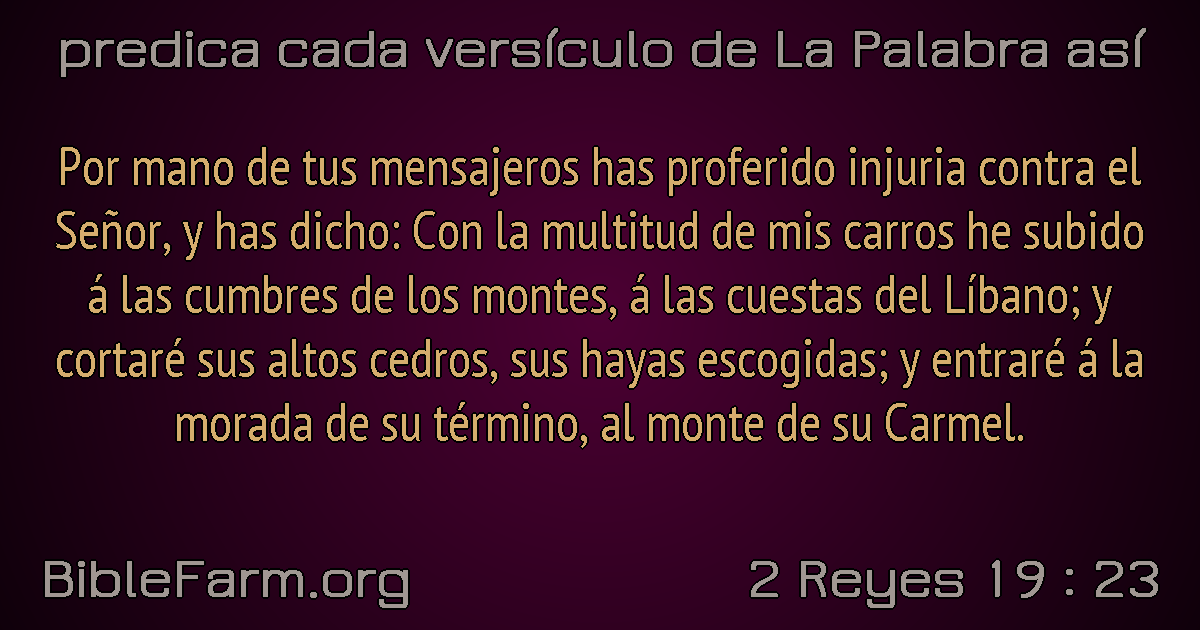 predica cada versículo de La Palabra así
Por mano de tus mensajeros has proferido injuria contra el
Señor, y has dicho: Con la multitud de mis carros he subido
á las cumbres de los montes, á las cuestas del Líbano; y
cortaré sus altos cedros, sus hayas escogidas; y entraré á la
morada de su término, al monte de su Carmel.
BibleFarm.org
2 Reyes 19 : 23